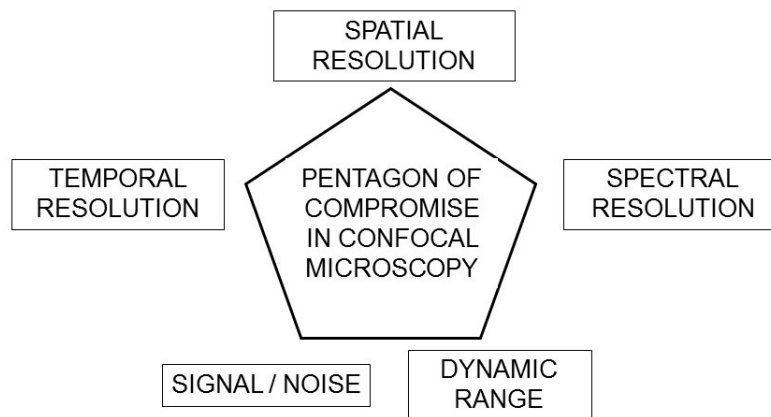 SPATIAL
RESOLUTION
TEMPORAL
RESOLUTION
PENTAGON OF
COMPROMISE
IN CONFOCAL
MICROSCOPY
SPECTRAL
RESOLUTION
SIGNAL / NOISE
DYNAMIC
RANGE